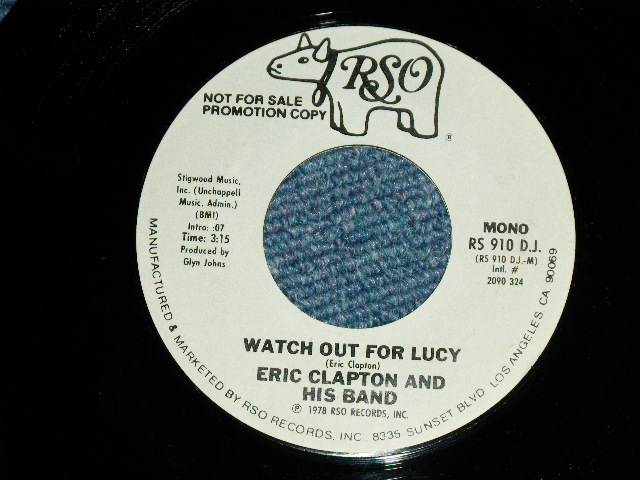 RSO
®
NOT FOR SALE
PROMOTION COPY
Stigwood Music,
Inc. (Unchappell
Music, Admin.)
(BMI)
Intro: :07
Time: 3:15
Produced by
Glyn Johns
MONO
RS 910 D.J.
(RS 910 D.J.-M)
Intl. #
2090 324
WATCH OUT FOR LUCY
(Eric Clapton)
ERIC CLAPTON AND
HIS BAND
℗ 1978 RSO RECORDS, INC.
MANUFACTURED & MARKETED BY RSO RECORDS, INC. 8335 SUNSET BLVD LOS ANGELES, CA. 90069